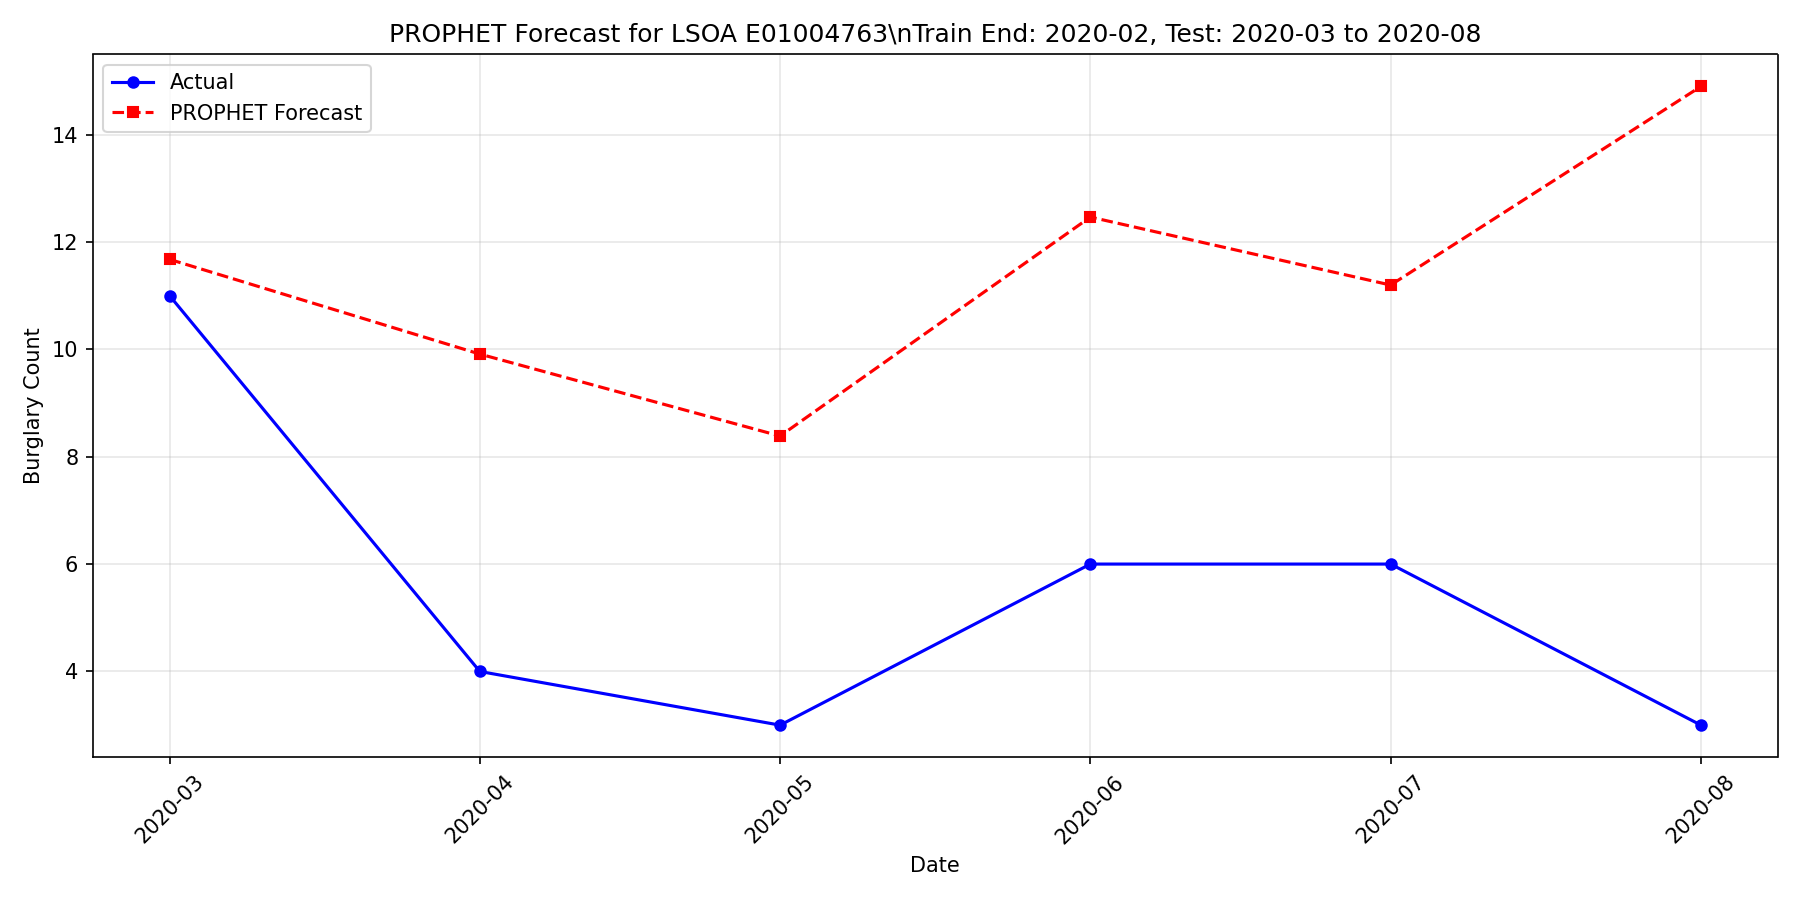 PROPHET Forecast for LSOA E01004763\nTrain End: 2020-02, Test: 2020-03 to 2020-08
Actual
PROPHET Forecast
Burglary Count
14
12
10
8
6
4
2020-03
2020-04
2020-05
2020-06
2020-07
2020-08
Date